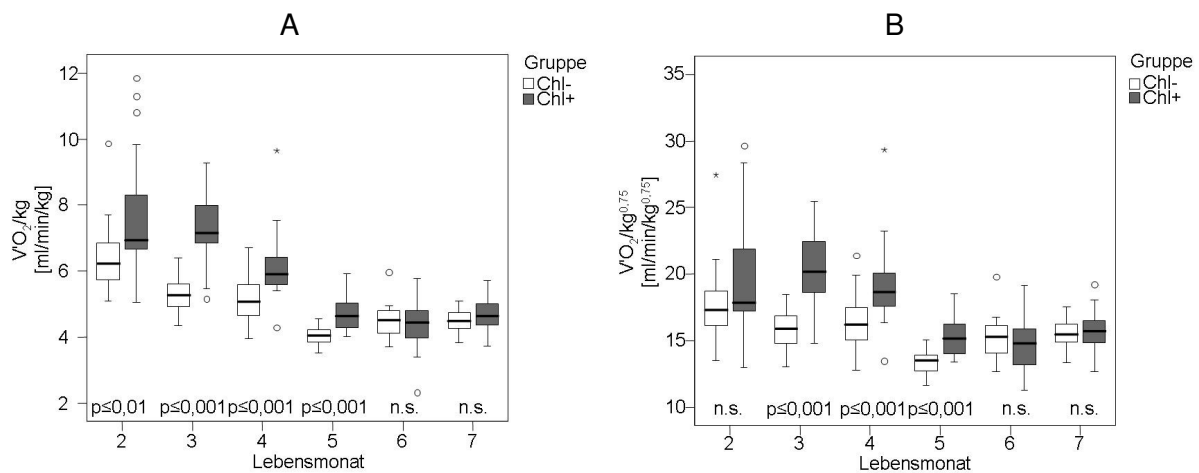 A
Gruppe
Chl-
Chl+
V'O2/kg
[ml/min/kg]
12
10
8
6
4
2
p≤0,01 p≤0,001 p≤0,001 p≤0,001 n.s. n.s.
2 3 4 5 6 7
Lebensmonat
B
Gruppe
Chl-
Chl+
V'O2/kg0,75
[ml/min/kg0,75]
35
30
25
20
15
10
n.s. p≤0,001 p≤0,001 p≤0,001 n.s. n.s.
2 3 4 5 6 7
Lebensmonat